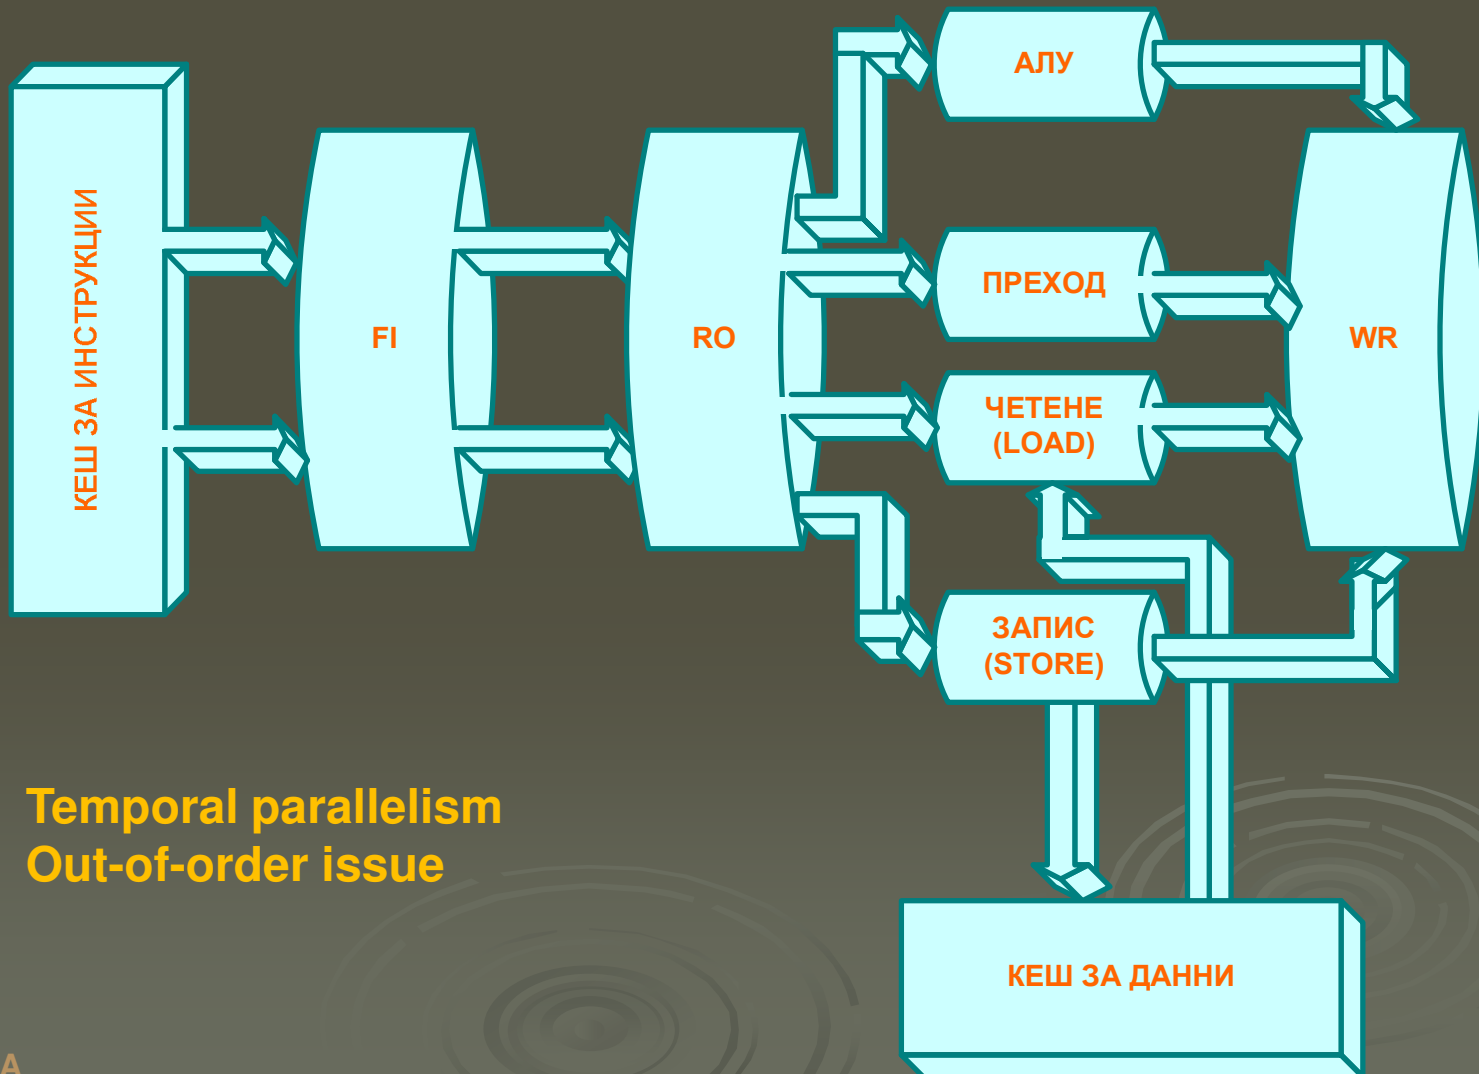 АЛУ
КЕШ ЗА ИНСТРУКЦИИ
FI
RO
ПРЕХОД
WR
ЧЕТЕНЕ
(LOAD)
ЗАПИС
(STORE)
Temporal parallelism
Out-of-order issue
КЕШ ЗА ДАННИ
A